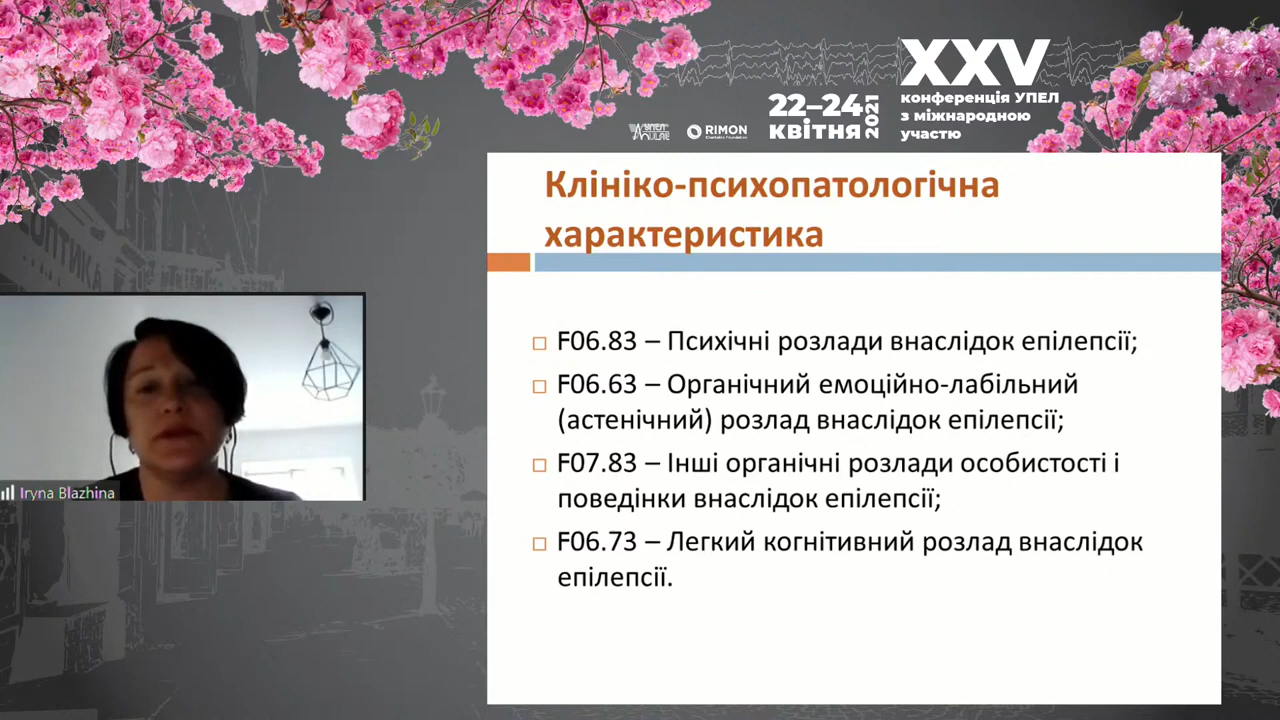 XXV
22–24
квітня
2021
конференція УПЕЛ
з міжнародною
участю
RIMON
Клініко-психопатологічна
характеристика
F06.83 – Психічні розлади внаслідок епілепсії;
F06.63 – Органічний емоційно-лабільний
(астенічний) розлад внаслідок епілепсії;
F07.83 – Інші органічні розлади особистості і
поведінки внаслідок епілепсії;
F06.73 – Легкий когнітивний розлад внаслідок
епілепсії.
Iryna Blazhina